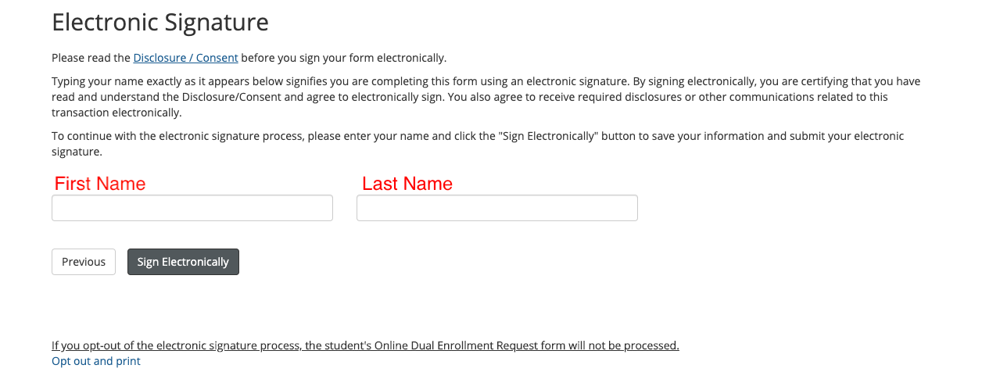 Electronic Signature
Please read the Disclosure / Consent before you sign your form electronically.
Typing your name exactly as it appears below signifies you are completing this form using an electronic signature. By signing electronically, you are certifying that you have
read and understand the Disclosure/Consent and agree to electronically sign. You also agree to receive required disclosures or other communications related to this
transaction electronically.
To continue with the electronic signature process, please enter your name and click the "Sign Electronically" button to save your information and submit your electronic
signature.
First Name Last Name
Previous Sign Electronically
If you opt-out of the electronic signature process, the student's Online Dual Enrollment Request form will not be processed.
Opt out and print